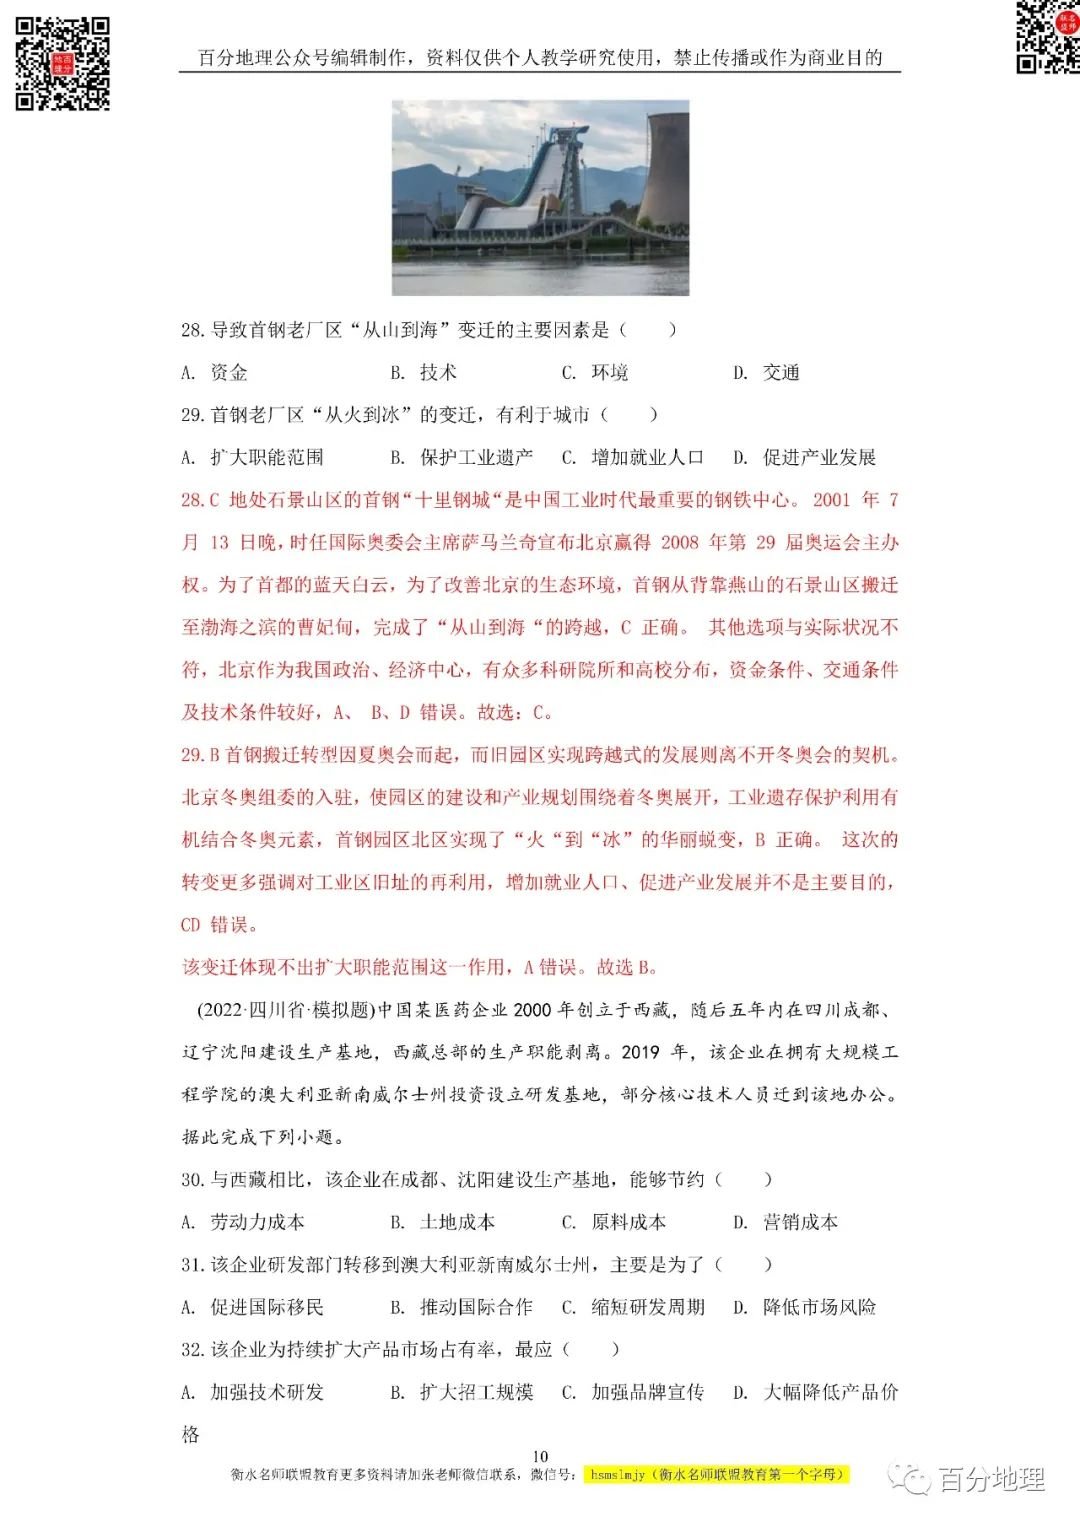 百分地理公众号编辑制作，资料仅供个人教学研究使用，禁止传播或作为商业目的
28.导致首钢老厂区“从山到海”变迁的主要因素是（　　）
A. 资金 B. 技术 C. 环境 D. 交通
29.首钢老厂区“从火到冰”的变迁，有利于城市（　　）
A. 扩大职能范围 B. 保护工业遗产 C. 增加就业人口 D. 促进产业发展
28.C 地处石景山区的首钢“十里钢城“是中国工业时代最重要的钢铁中心。 2001 年 7
月 13 日晚，时任国际奥委会主席萨马兰奇宣布北京赢得 2008 年第 29 届奥运会主办
权。为了首都的蓝天白云，为了改善北京的生态环境，首钢从背靠燕山的石景山区搬迁
至渤海之滨的曹妃甸，完成了“从山到海“的跨越，C 正确。 其他选项与实际状况不
符，北京作为我国政治、经济中心，有众多科研院所和高校分布，资金条件、交通条件
及技术条件较好，A、 B、D 错误。故选：C。
29.B 首钢搬迁转型因夏奥会而起，而旧园区实现跨越式的发展则离不开冬奥会的契机。
北京冬奥组委的入驻，使园区的建设和产业规划围绕着冬奥展开，工业遗存保护利用有
机结合冬奥元素，首钢园区北区实现了“火“到“冰”的华丽蜕变，B 正确。 这次的
转变更多强调对工业区旧址的再利用，增加就业人口、促进产业发展并不是主要目的，
CD 错误。
该变迁体现不出扩大职能范围这一作用，A 错误。故选 B。
(2022·四川省·模拟题)中国某医药企业 2000 年创立于西藏，随后五年内在四川成都、
辽宁沈阳建设生产基地，西藏总部的生产职能剥离。2019 年，该企业在拥有大规模工
程学院的澳大利亚新南威尔士州投资设立研发基地，部分核心技术人员迁到该地办公。
据此完成下列小题。
30.与西藏相比，该企业在成都、沈阳建设生产基地，能够节约（　　）
A. 劳动力成本 B. 土地成本 C. 原料成本 D. 营销成本
31.该企业研发部门转移到澳大利亚新南威尔士州，主要是为了（　　）
A. 促进国际移民 B. 推动国际合作 C. 缩短研发周期 D. 降低市场风险
32.该企业为持续扩大产品市场占有率，最应（　　）
A. 加强技术研发 B. 扩大招工规模 C. 加强品牌宣传 D. 大幅降低产品价
格
10
衡水名师联盟教育更多资料请加张老师微信联系，微信号： hsmslmjy（衡水名师联盟教育第一个字母）
百分地理